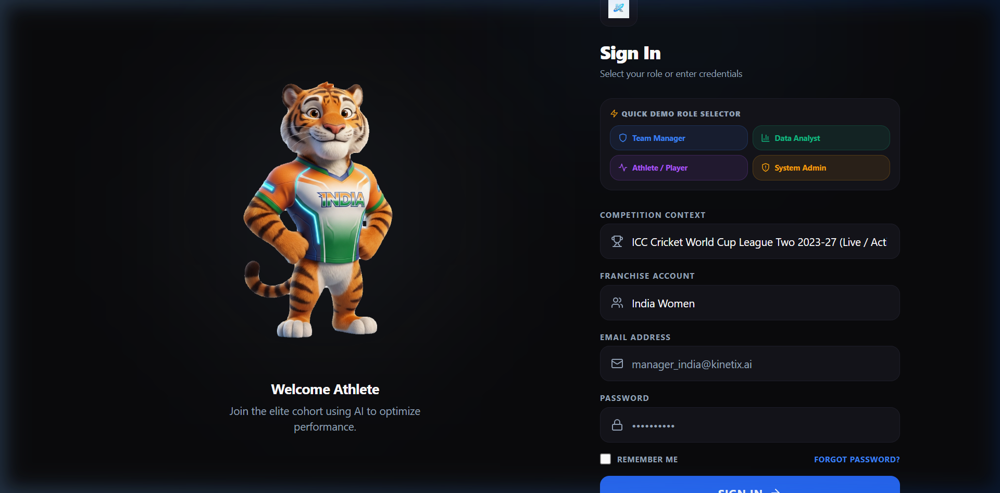 INDIA
Welcome Athlete
Join the elite cohort using AI to optimize
performance.
Sign In
Select your role or enter credentials
QUICK DEMO ROLE SELECTOR
Team Manager
Data Analyst
Athlete / Player
System Admin
COMPETITION CONTEXT
ICC Cricket World Cup League Two 2023-27 (Live / Acti
FRANCHISE ACCOUNT
India Women
EMAIL ADDRESS
manager_india@kinetix.ai
PASSWORD
••••••••••
REMEMBER ME
FORGOT PASSWORD?
SIGN IN